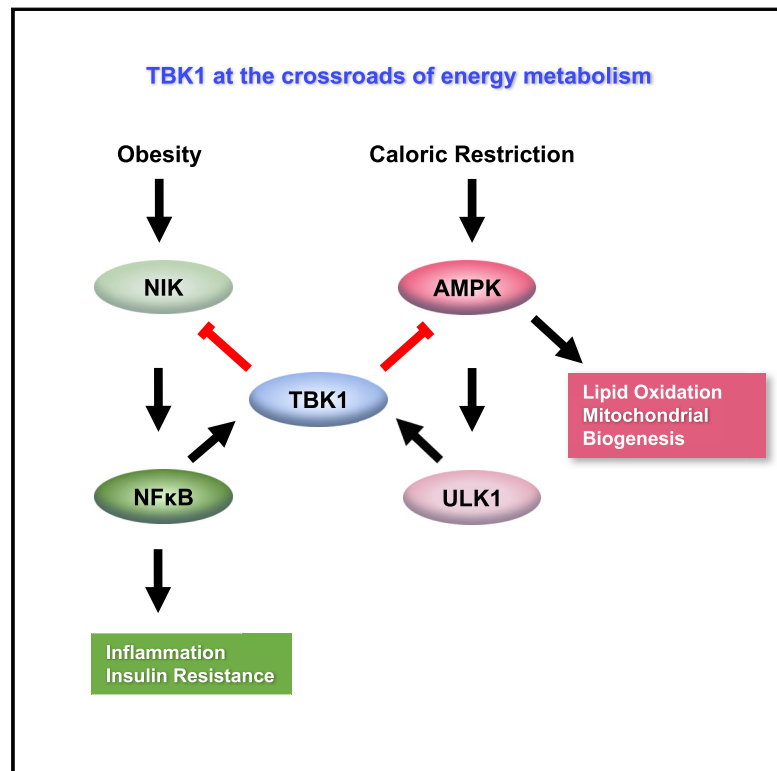 TBK1 at the crossroads of energy metabolism
Obesity
Caloric Restriction
NIK
AMPK
TBK1
Lipid Oxidation
Mitochondrial
Biogenesis
NFκB
ULK1
Inflammation
Insulin Resistance